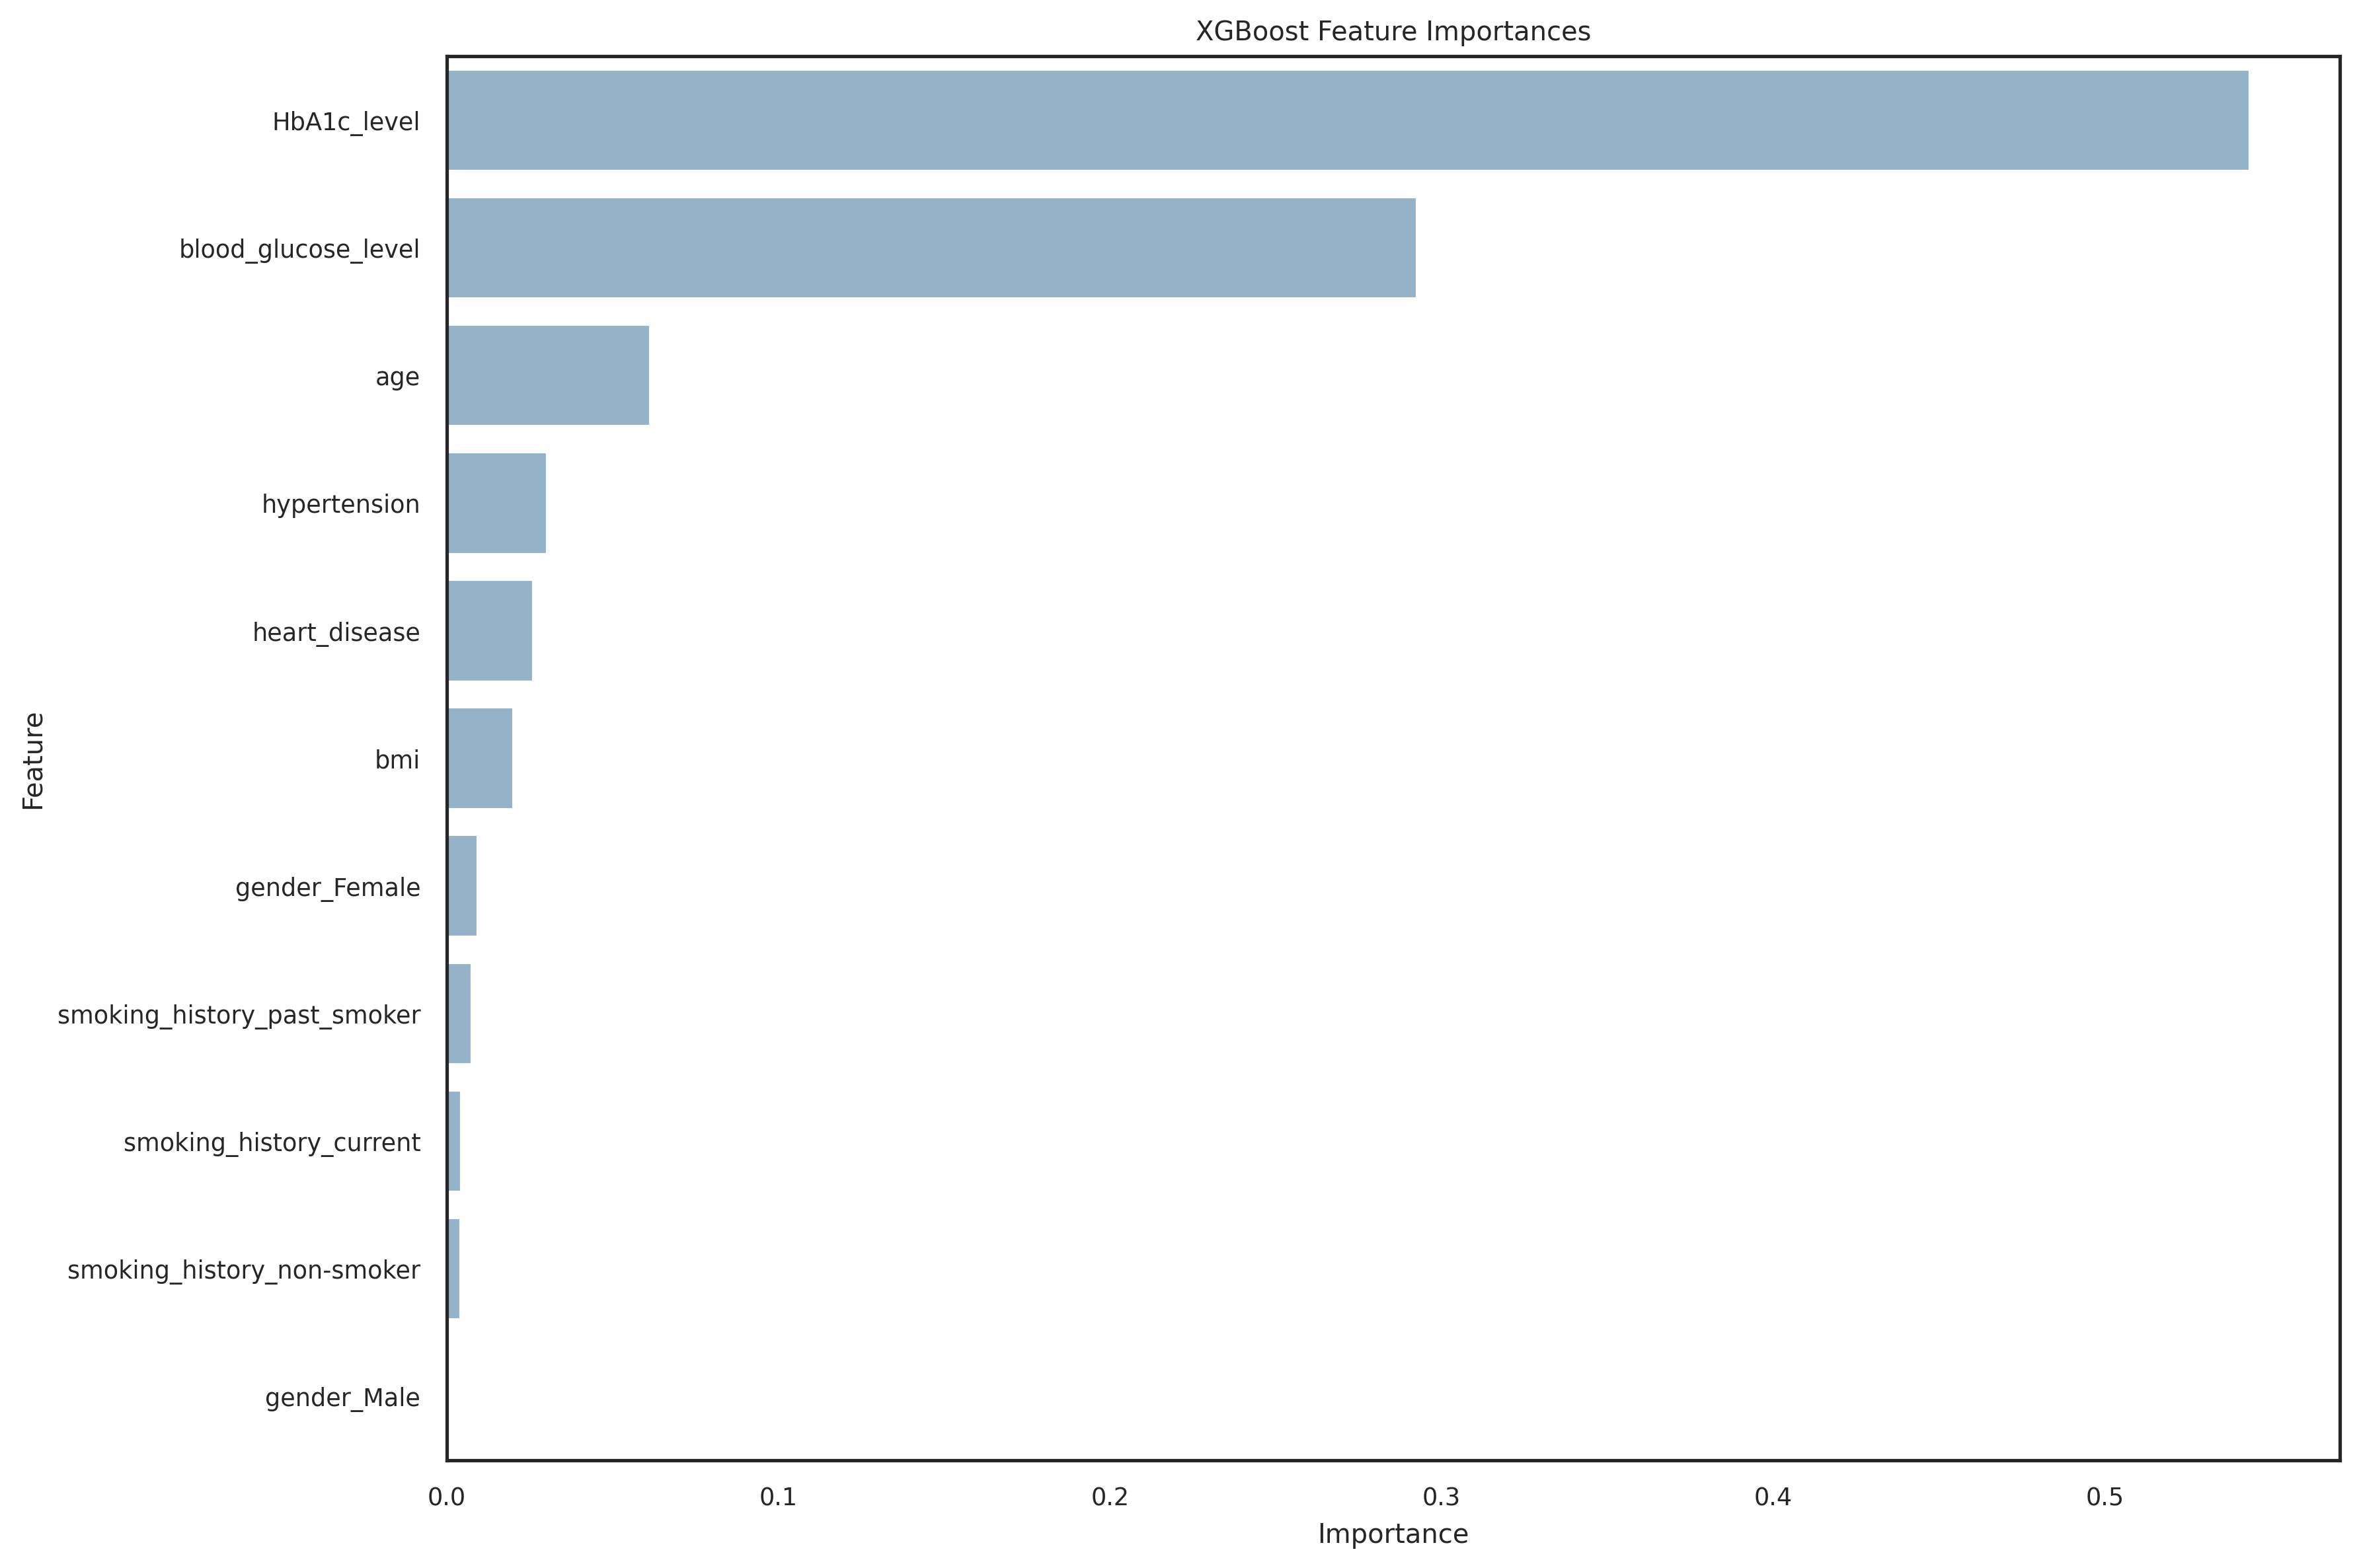 XGBoost Feature Importances
HbA1c_level
blood_glucose_level
age
hypertension
heart_disease
bmi
gender_Female
smoking_history_past_smoker
smoking_history_current
smoking_history_non-smoker
gender_Male
Feature
0.0 0.1 0.2 0.3 0.4 0.5
Importance